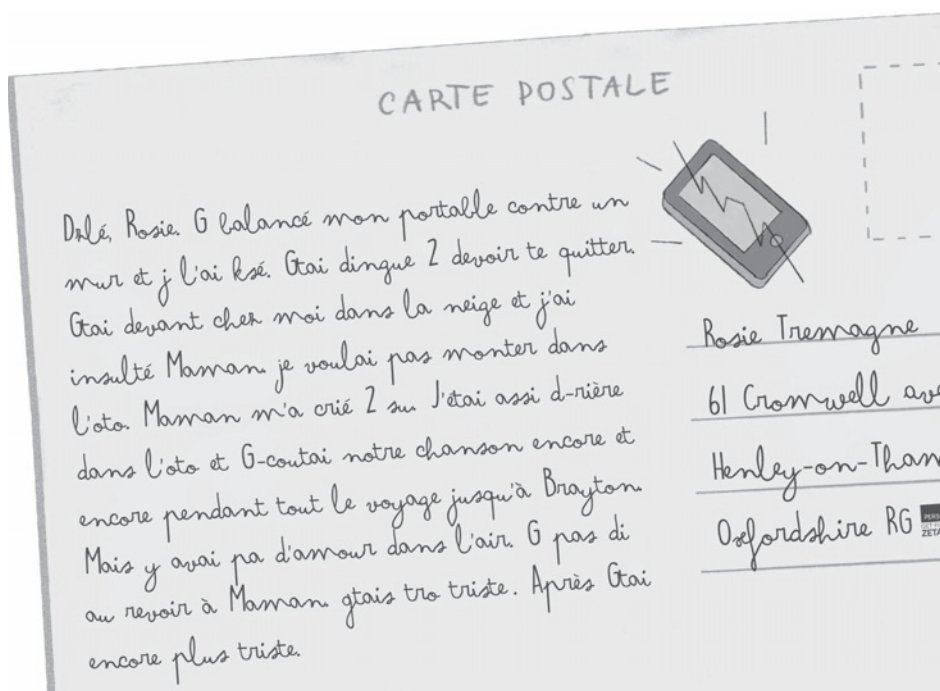 CARTE POSTALE
Dzlé, Rosie. G balancé mon portable contre un
mur et j l'ai ksé. Gtai dingue 2 devoir te quitter.
Gtai devant chez moi dans la neige et j'ai
insulté Maman. je voulai pas monter dans
l'oto. Maman m'a crié 2 su. J'étai assi d-rière
dans l'oto et G-coutai notre chanson encore et
encore pendant tout le voyage jusqu'à Brayton.
Mais y avai pa d'amour dans l'air. G pas di
au revoir à Maman. gtais tro triste. Après Gtai
encore plus triste.
Rosie Tremagne
61 Cromwell ave
Henley-on-Tham
Oxfordshire RG